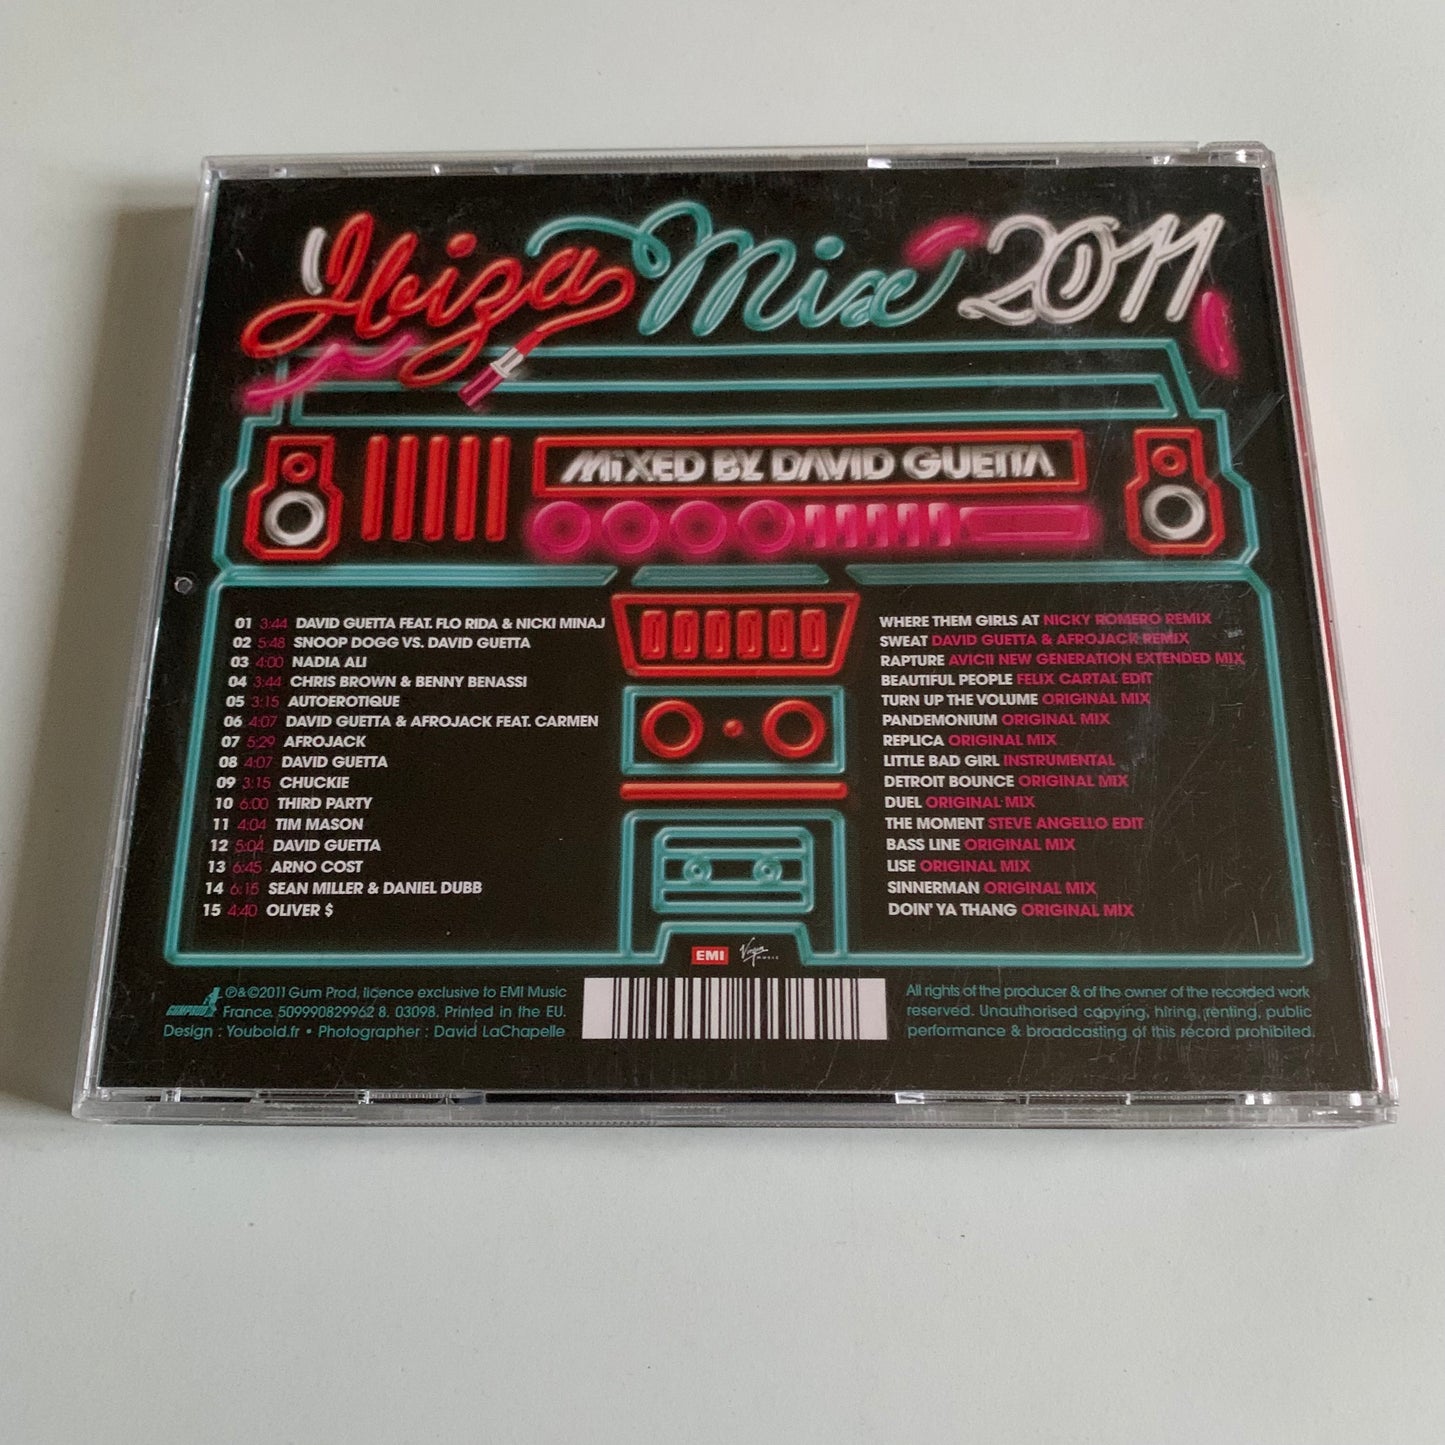 Ibiza Mix 2011
MIXED BY DAVID GUETTA
01 3:44 DAVID GUETTA FEAT. FLO RIDA & NICKI MINAJ WHERE THEM GIRLS AT NICKY ROMERO REMIX
02 5:48 SNOOP DOGG VS. DAVID GUETTA SWEAT DAVID GUETTA & AFROJACK REMIX
03 4:00 NADIA ALI RAPTURE AVICII NEW GENERATION EXTENDED MIX
04 3:44 CHRIS BROWN & BENNY BENASSI BEAUTIFUL PEOPLE FELIX CARTAL EDIT
05 3:15 AUTOEROTIQUE TURN UP THE VOLUME ORIGINAL MIX
06 4:07 DAVID GUETTA & AFROJACK FEAT. CARMEN PANDEMONIUM ORIGINAL MIX
07 5:29 AFROJACK REPLICA ORIGINAL MIX
08 4:07 DAVID GUETTA LITTLE BAD GIRL INSTRUMENTAL
09 3:15 CHUCKIE DETROIT BOUNCE ORIGINAL MIX
10 6:00 THIRD PARTY DUEL ORIGINAL MIX
11 4:04 TIM MASON THE MOMENT STEVE ANGELLO EDIT
12 5:04 DAVID GUETTA BASS LINE ORIGINAL MIX
13 6:45 ARNO COST LISE ORIGINAL MIX
14 6:15 SEAN MILLER & DANIEL DUBB SINNERMAN ORIGINAL MIX
15 4:40 OLIVER $ DOIN' YA THANG ORIGINAL MIX
EMI Virgin MUSIC
GUMPROD ℗&©2011 Gum Prod, licence exclusive to EMI Music
France. 509990829962 8. 03098. Printed in the EU.
Design : Youbold.fr • Photographer : David LaChapelle
All rights of the producer & of the owner of the recorded work
reserved. Unauthorised copying, hiring, renting, public
performance & broadcasting of this record prohibited.